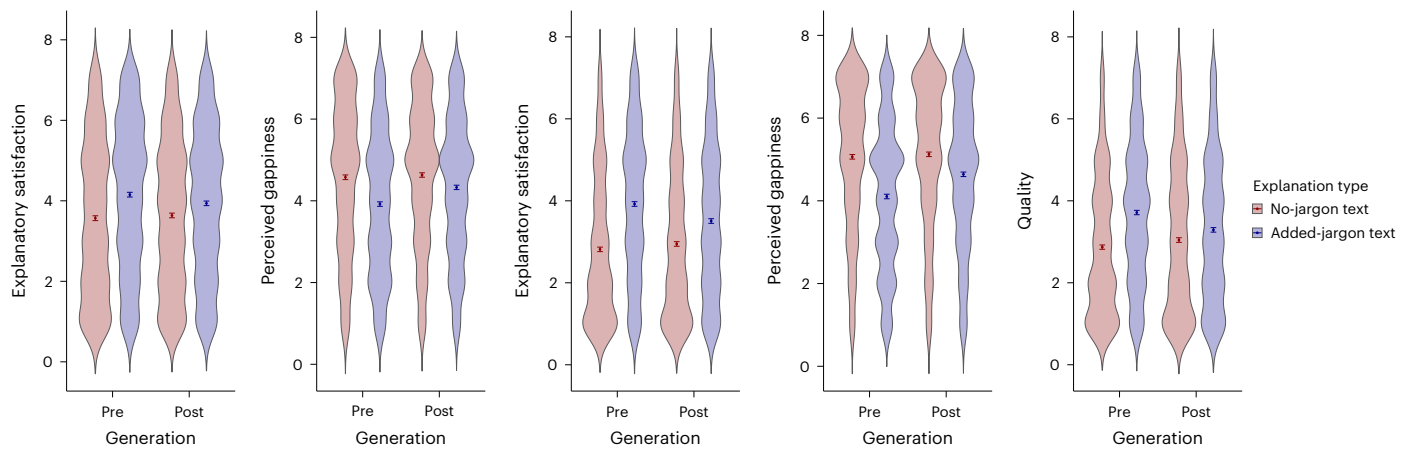 Explanatory satisfaction
8
6
4
2
0
Pre
Post
Generation
Perceived gappiness
8
6
4
2
0
Pre
Post
Generation
Explanatory satisfaction
8
6
4
2
0
Pre
Post
Generation
Perceived gappiness
8
6
4
2
0
Pre
Post
Generation
Quality
8
6
4
2
0
Pre
Post
Generation
Explanation type
No-jargon text
Added-jargon text